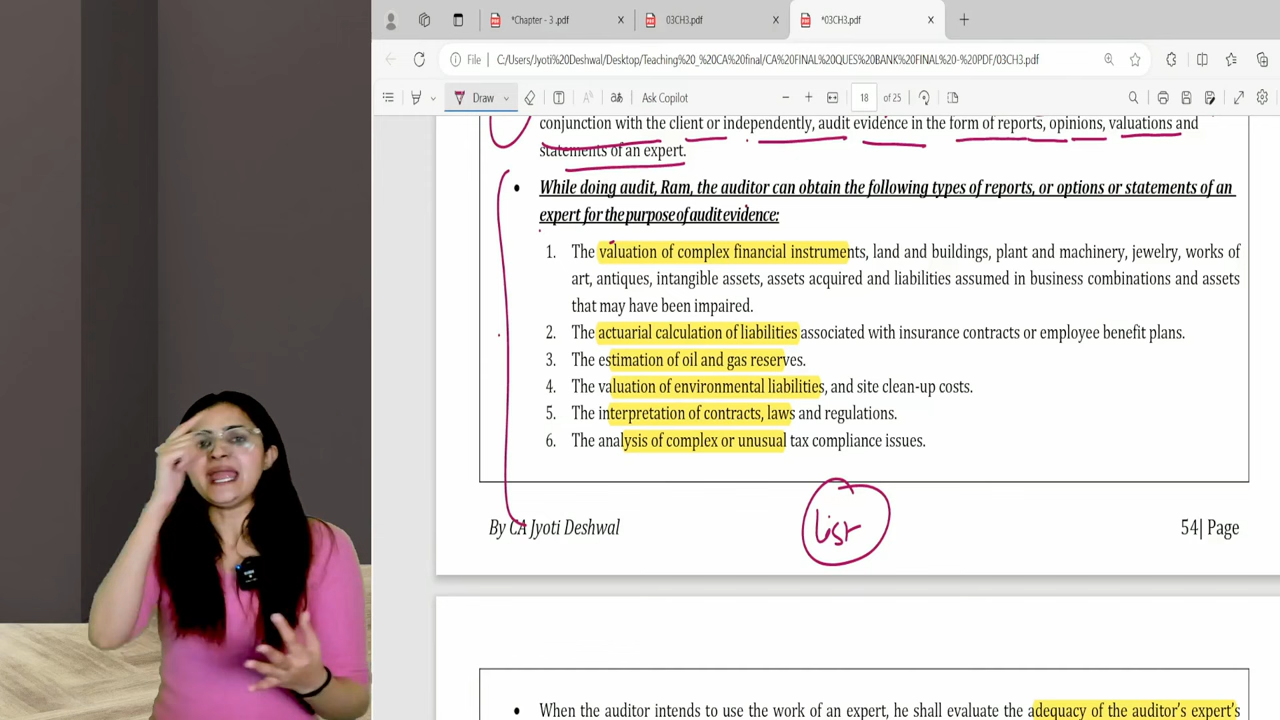 *Chapter - 3 .pdf
03CH3.pdf
*03CH3.pdf
File
C:/Users/Jyoti%20Deshwal/Desktop/Teaching%20_%20CA%20final/CA%20FINAL%20QUES%20BANK%20FINAL%20-%20PDF/03CH3.pdf
Draw
Ask Copilot
18 of 25
conjunction with the client or independently, audit evidence in the form of reports, opinions, valuations and
statements of an expert.
• While doing audit, Ram, the auditor can obtain the following types of reports, or options or statements of an
expert for the purpose of audit evidence:
1. The valuation of complex financial instruments, land and buildings, plant and machinery, jewelry, works of
art, antiques, intangible assets, assets acquired and liabilities assumed in business combinations and assets
that may have been impaired.
2. The actuarial calculation of liabilities associated with insurance contracts or employee benefit plans.
3. The estimation of oil and gas reserves.
4. The valuation of environmental liabilities, and site clean-up costs.
5. The interpretation of contracts, laws and regulations.
6. The analysis of complex or unusual tax compliance issues.
By CA Jyoti Deshwal
List
54| Page
• When the auditor intends to use the work of an expert, he shall evaluate the adequacy of the auditor's expert's